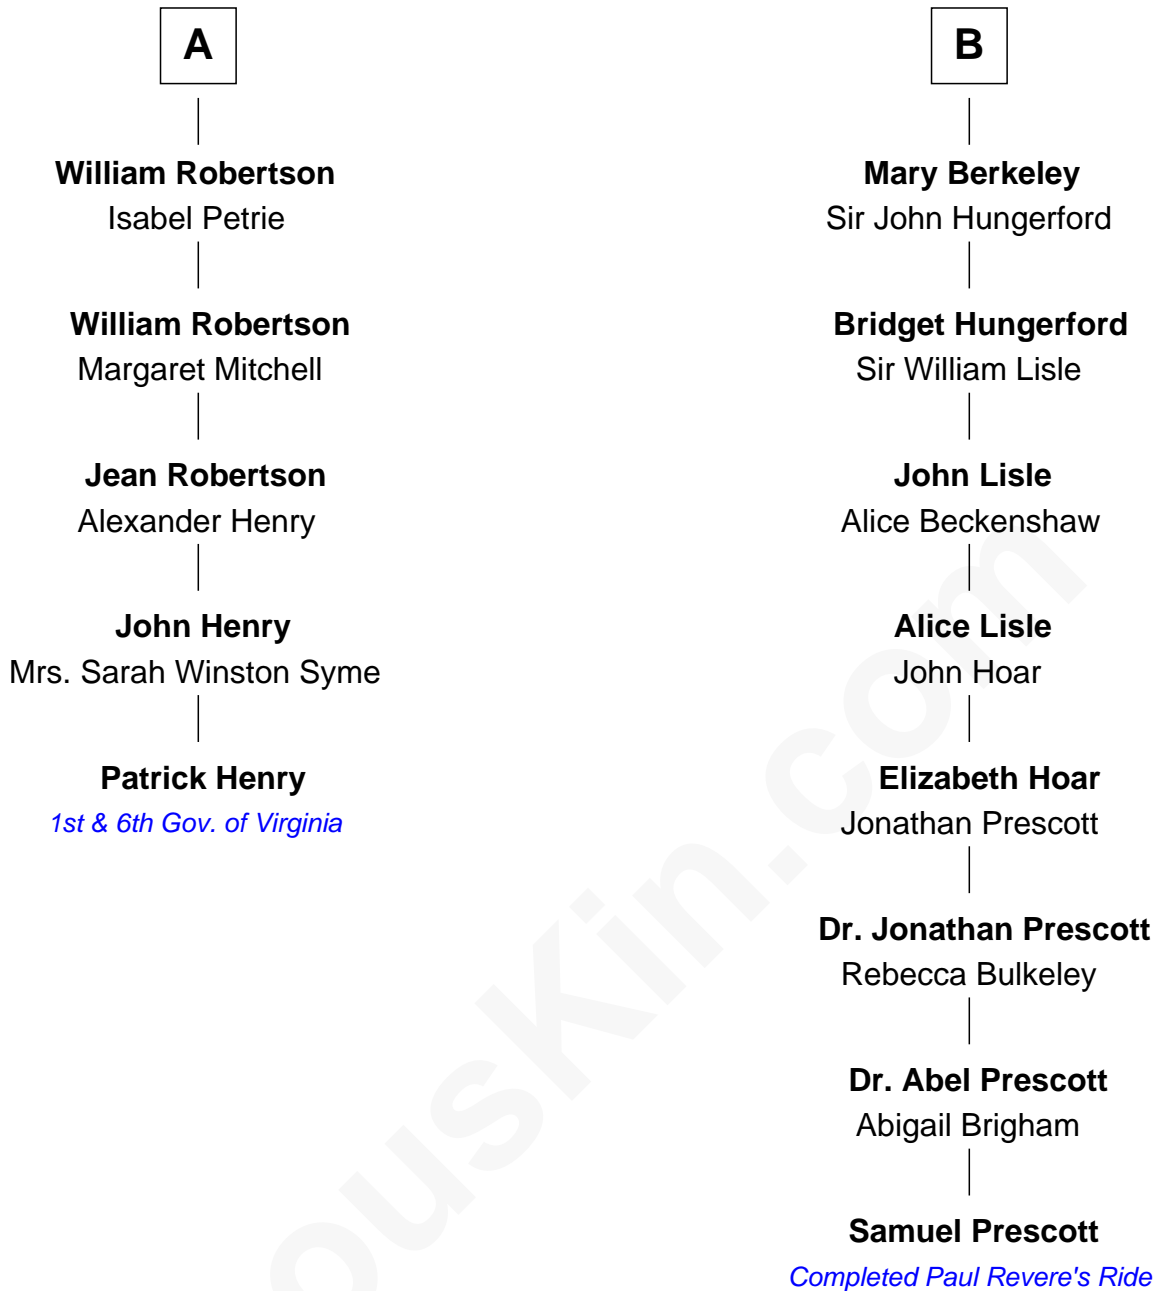 A
William Robertson
Isabel Petrie
William Robertson
Margaret Mitchell
Jean Robertson
Alexander Henry
John Henry
Mrs. Sarah Winston Syme
Patrick Henry
1st & 6th Gov. of Virginia
B
Mary Berkeley
Sir John Hungerford
Bridget Hungerford
Sir William Lisle
John Lisle
Alice Beckenshaw
Alice Lisle
John Hoar
Elizabeth Hoar
Jonathan Prescott
Dr. Jonathan Prescott
Rebecca Bulkeley
Dr. Abel Prescott
Abigail Brigham
Samuel Prescott
Completed Paul Revere's Ride
ousKin.com